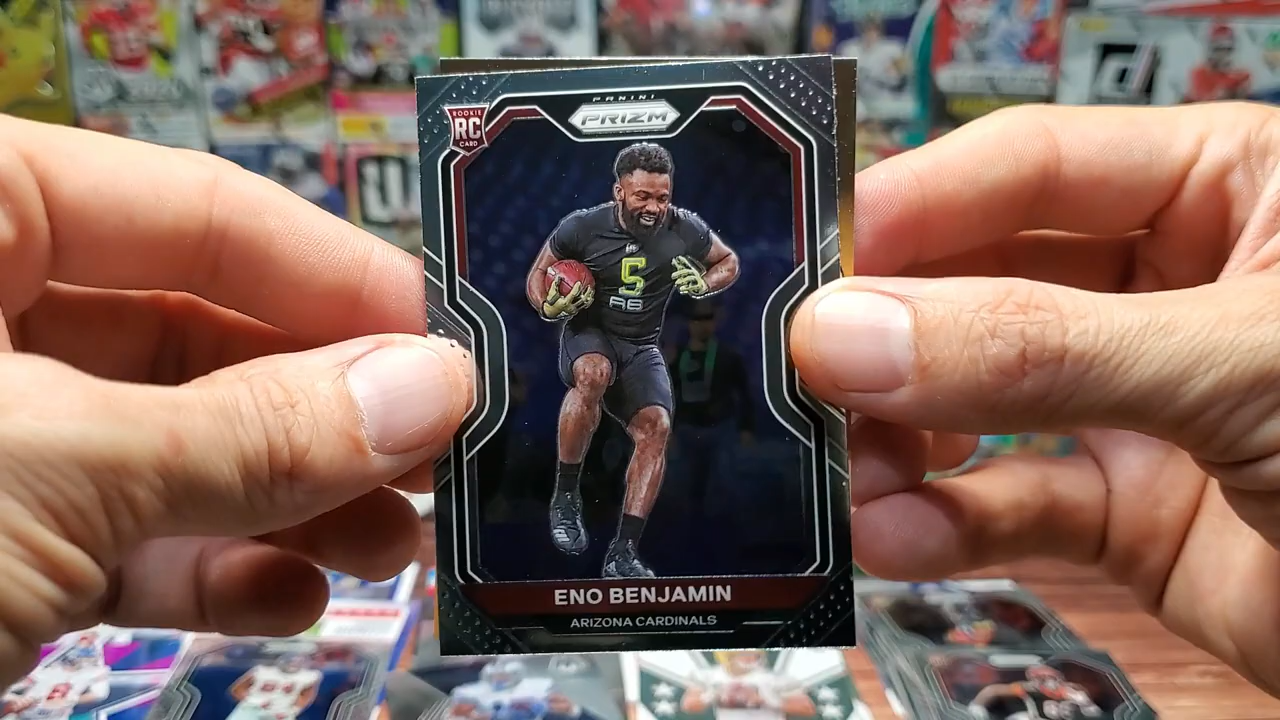 PANINI
PRIZM
ROOKIE
RC
CARD
5
RB
ENO BENJAMIN
ARIZONA CARDINALS